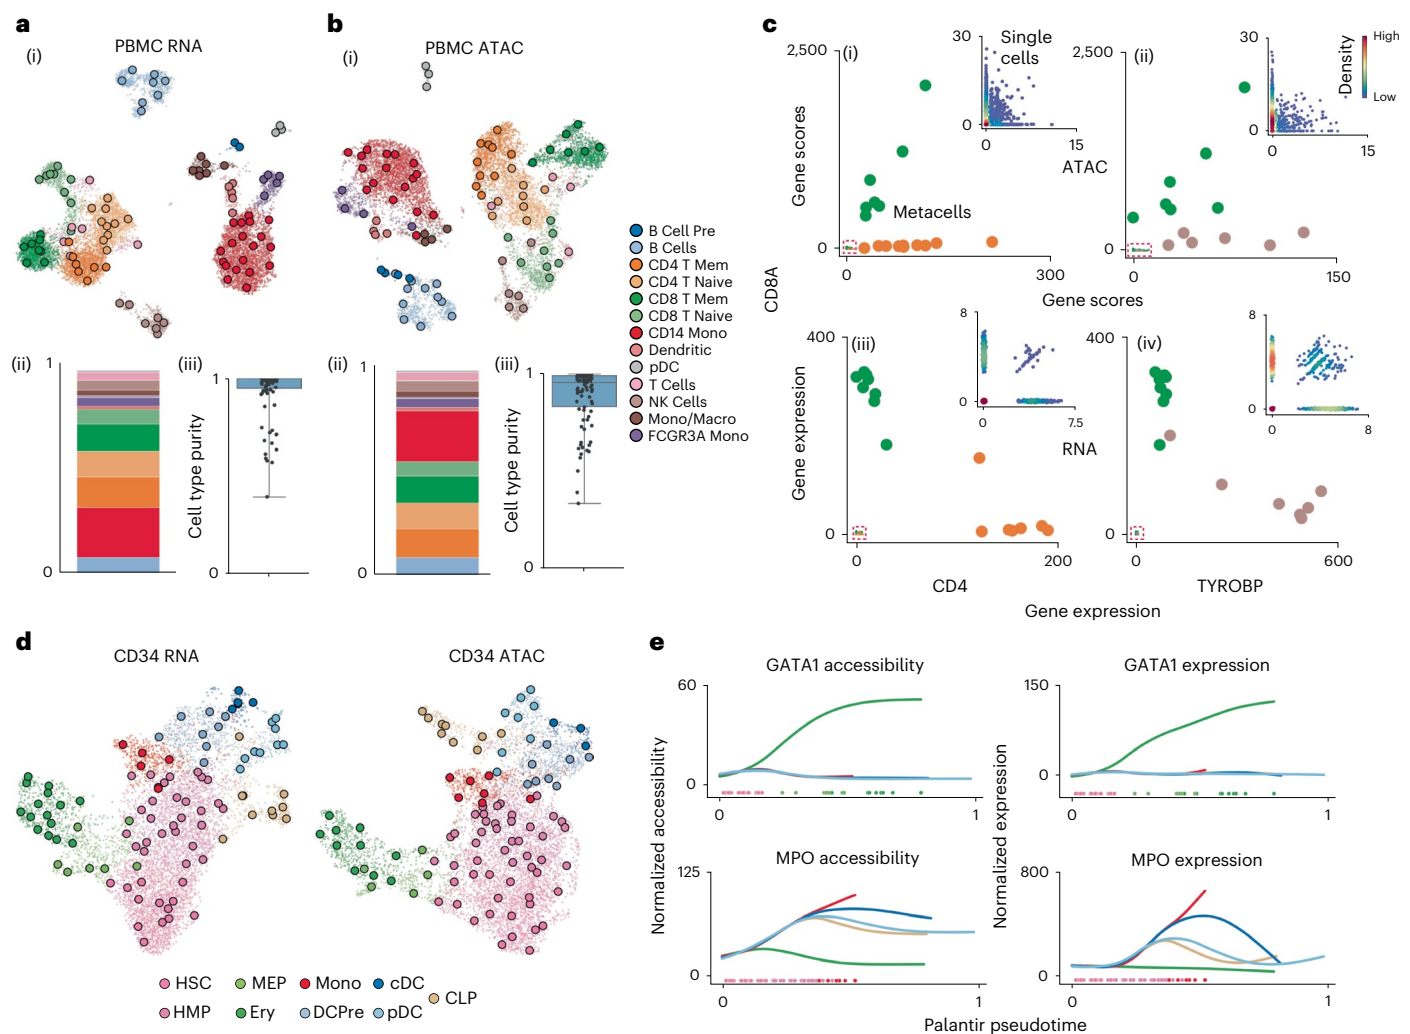 a
(i)
PBMC RNA
(ii)
1
0
(iii)
1
0
Cell type purity
b
(i)
PBMC ATAC
(ii)
1
0
(iii)
1
0
Cell type purity
B Cell Pre
B Cells
CD4 T Mem
CD4 T Naive
CD8 T Mem
CD8 T Naive
CD14 Mono
Dendritic
pDC
T Cells
NK Cells
Mono/Macro
FCGR3A Mono
c
CD8A
(i)
2,500
0
Gene scores
0
300
Metacells
30
0
0
15
Single
cells
ATAC
(ii)
2,500
0
0
150
30
0
0
15
Density
High
Low
Gene scores
(iii)
400
0
Gene expression
0
200
CD4
8
0
0
7.5
RNA
(iv)
400
0
0
600
TYROBP
8
0
0
8
Gene expression
d
CD34 RNA
CD34 ATAC
HSC
MEP
Mono
cDC
CLP
HMP
Ery
DCPre
pDC
e
GATA1 accessibility
60
0
0
1
GATA1 expression
150
0
0
1
Normalized accessibility
Normalized expression
MPO accessibility
125
0
0
1
MPO expression
800
0
0
1
Palantir pseudotime